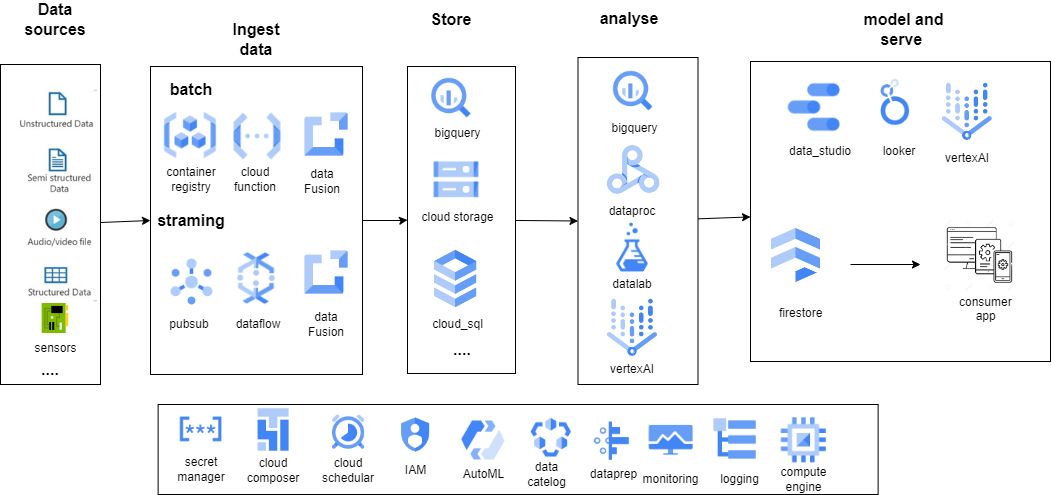 Data
sources
Ingest
data
Store
analyse
model and
serve
Unstructured Data
Semi structured
Data
Audio/video file
Structured Data
sensors
....
batch
container
registry
cloud
function
data
Fusion
straming
pubsub
dataflow
data
Fusion
bigquery
cloud storage
cloud_sql
....
bigquery
dataproc
datalab
vertexAI
data_studio
looker
vertexAI
firestore
consumer
app
[***]
secret
manager
cloud
composer
cloud
schedular
IAM
AutoML
data
catelog
dataprep
monitoring
logging
compute
engine